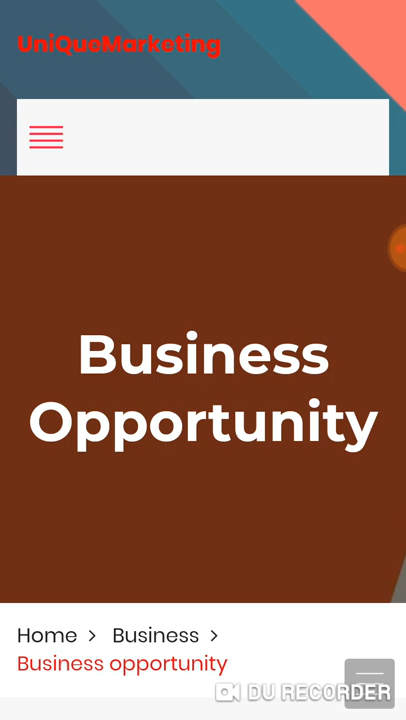 UniQueMarketing
Business
Opportunity
Home > Business >
Business opportunity
DU RECORDER